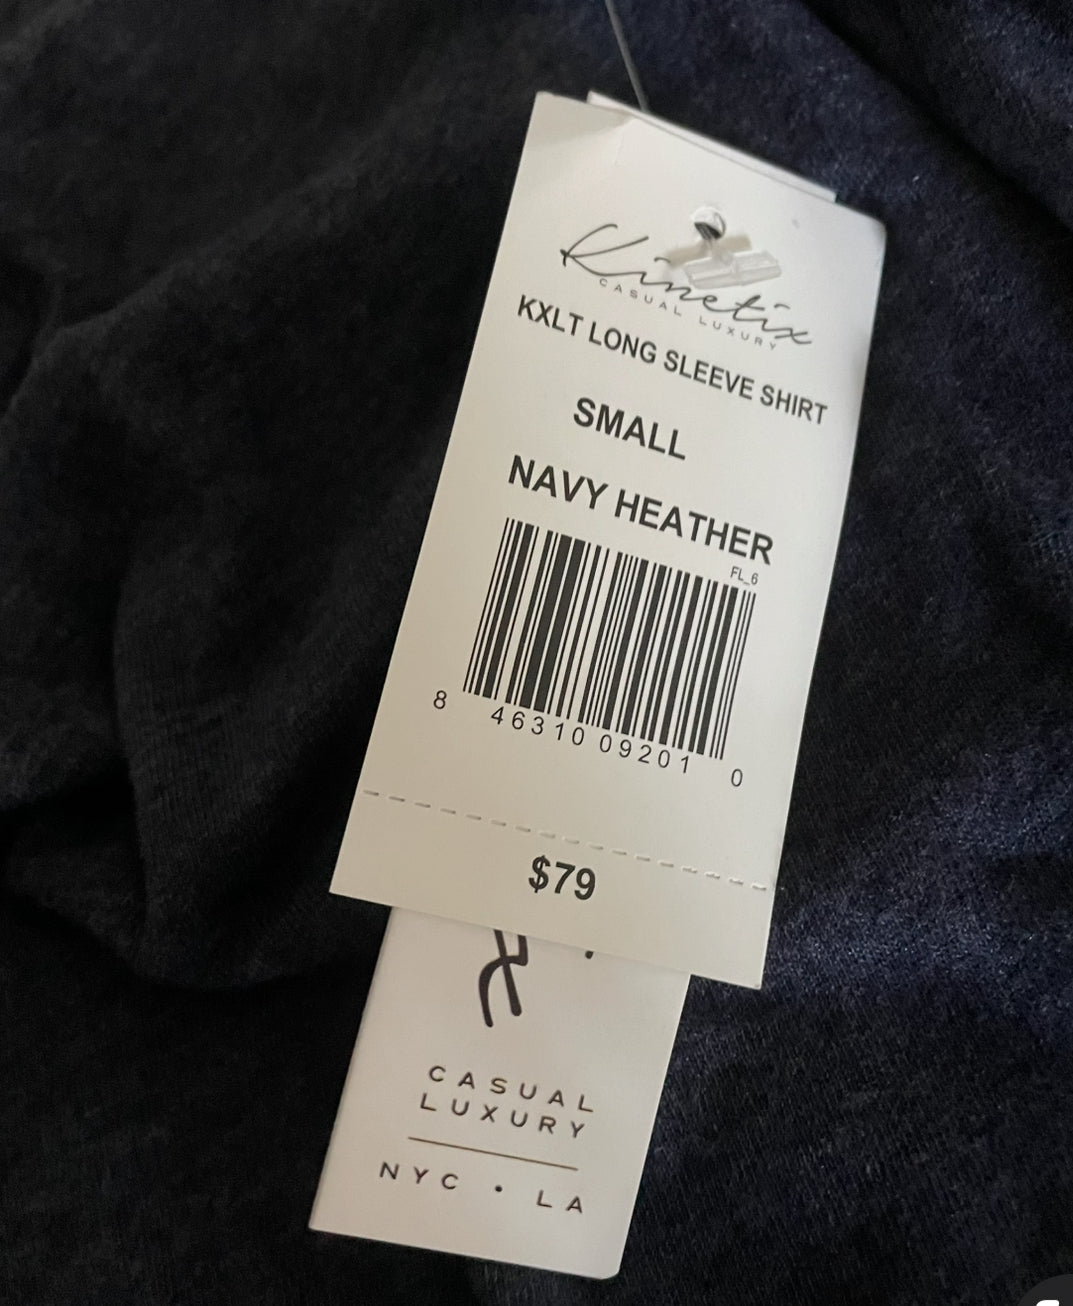 Kinetix
CASUAL LUXURY
KXLT LONG SLEEVE SHIRT
SMALL
NAVY HEATHER
FL_6
8 46310 09201 0
$79
CASUAL
LUXURY
NYC • LA